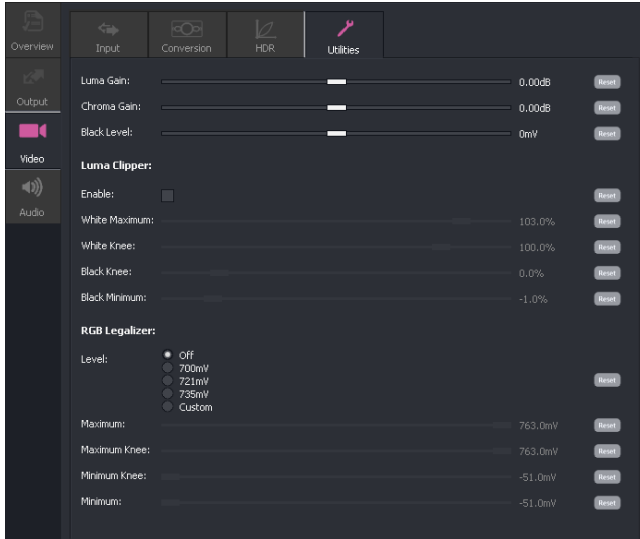 Overview
Output
Video
Audio
Input
Conversion
HDR
Utilities
Luma Gain: 0.00dB Reset
Chroma Gain: 0.00dB Reset
Black Level: 0mV Reset
Luma Clipper:
Enable: Reset
White Maximum: 103.0% Reset
White Knee: 100.0% Reset
Black Knee: 0.0% Reset
Black Minimum: -1.0% Reset
RGB Legalizer:
Level: Off
700mV
721mV Reset
735mV
Custom
Maximum: 763.0mV Reset
Maximum Knee: 763.0mV Reset
Minimum Knee: -51.0mV Reset
Minimum: -51.0mV Reset